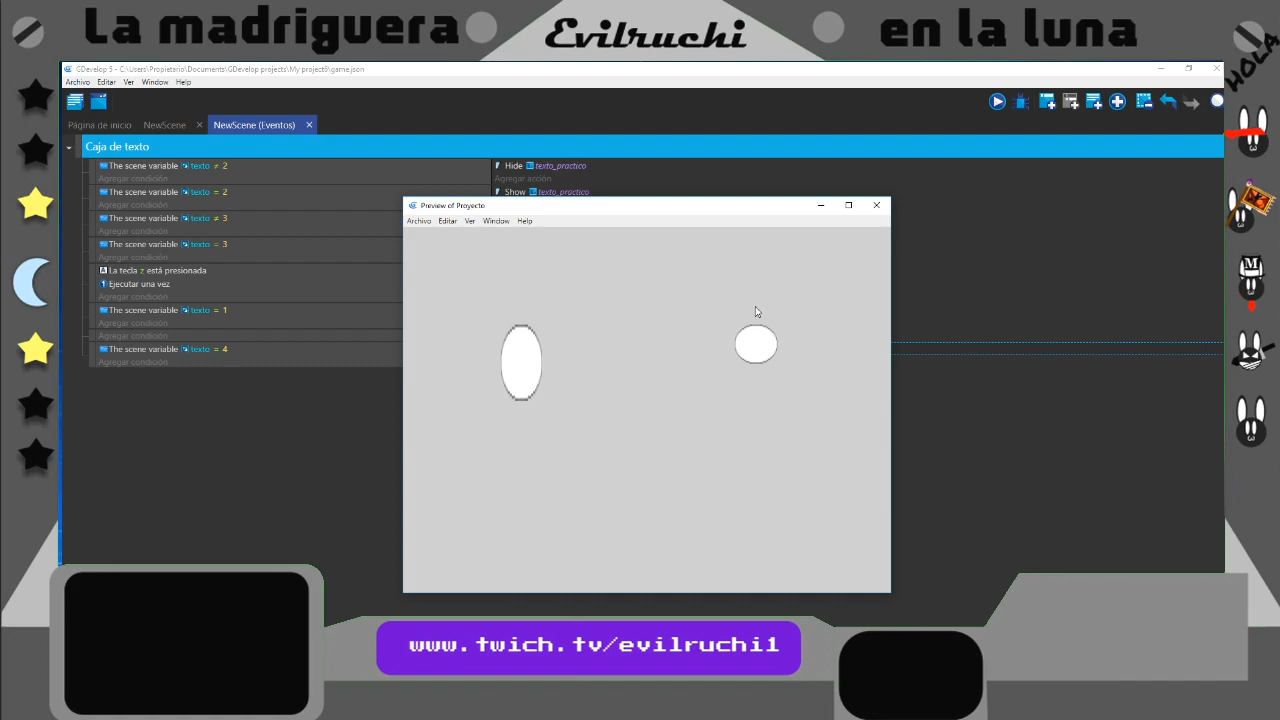 La madriguera Evilruchi en la luna
HOLA
GDevelop 5 - C:\Users\Propietario\Documents\GDevelop projects\My project6\game.json
Archivo Editar Ver Window Help
Página de inicio NewScene × NewScene (Eventos) ×
Caja de texto
The scene variable texto ≠ 2
Hide texto_practico
Agregar condición
Agregar acción
The scene variable texto = 2
Show texto_practico
Agregar condición
The scene variable texto ≠ 3
Agregar condición
The scene variable texto = 3
Agregar condición
La tecla z está presionada
Ejecutar una vez
Agregar condición
The scene variable texto = 1
Agregar condición
Agregar condición
The scene variable texto = 4
Agregar condición
Preview of Proyecto
Archivo Editar Ver Window Help
M
www.twich.tv/evilruchi1